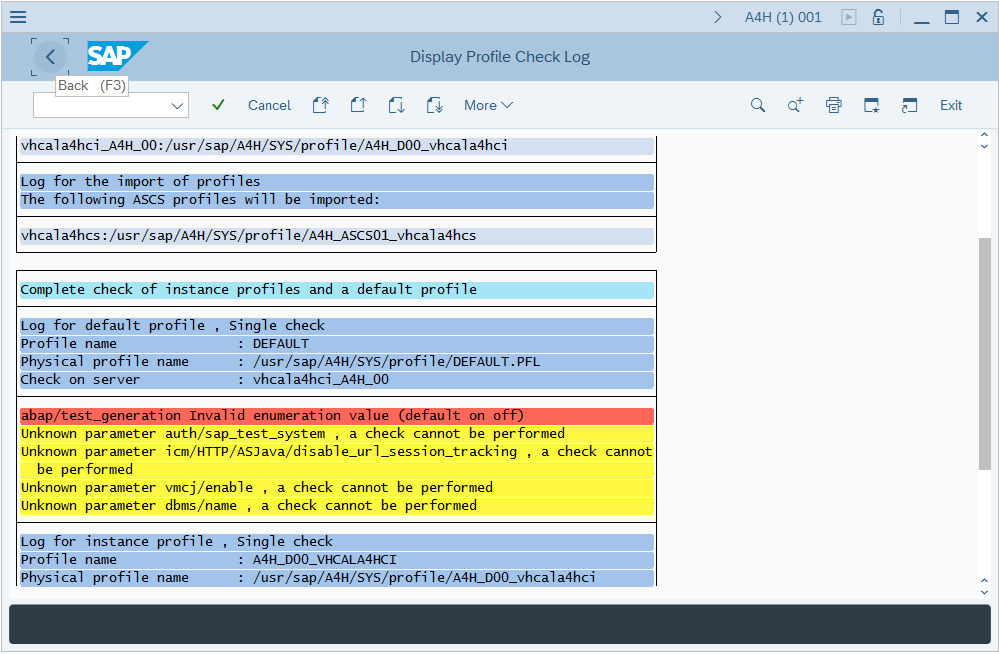 A4H (1) 001
SAP
Display Profile Check Log
Back (F3)
Cancel
More
Exit
vhcala4hci_A4H_00:/usr/sap/A4H/SYS/profile/A4H_D00_vhcala4hci
Log for the import of profiles
The following ASCS profiles will be imported:
vhcala4hcs:/usr/sap/A4H/SYS/profile/A4H_ASCS01_vhcala4hcs
Complete check of instance profiles and a default profile
Log for default profile , Single check
Profile name : DEFAULT
Physical profile name : /usr/sap/A4H/SYS/profile/DEFAULT.PFL
Check on server : vhcala4hci_A4H_00
abap/test_generation Invalid enumeration value (default on off)
Unknown parameter auth/sap_test_system , a check cannot be performed
Unknown parameter icm/HTTP/ASJava/disable_url_session_tracking , a check cannot
be performed
Unknown parameter vmcj/enable , a check cannot be performed
Unknown parameter dbms/name , a check cannot be performed
Log for instance profile , Single check
Profile name : A4H_D00_VHCALA4HCI
Physical profile name : /usr/sap/A4H/SYS/profile/A4H_D00_vhcala4hci